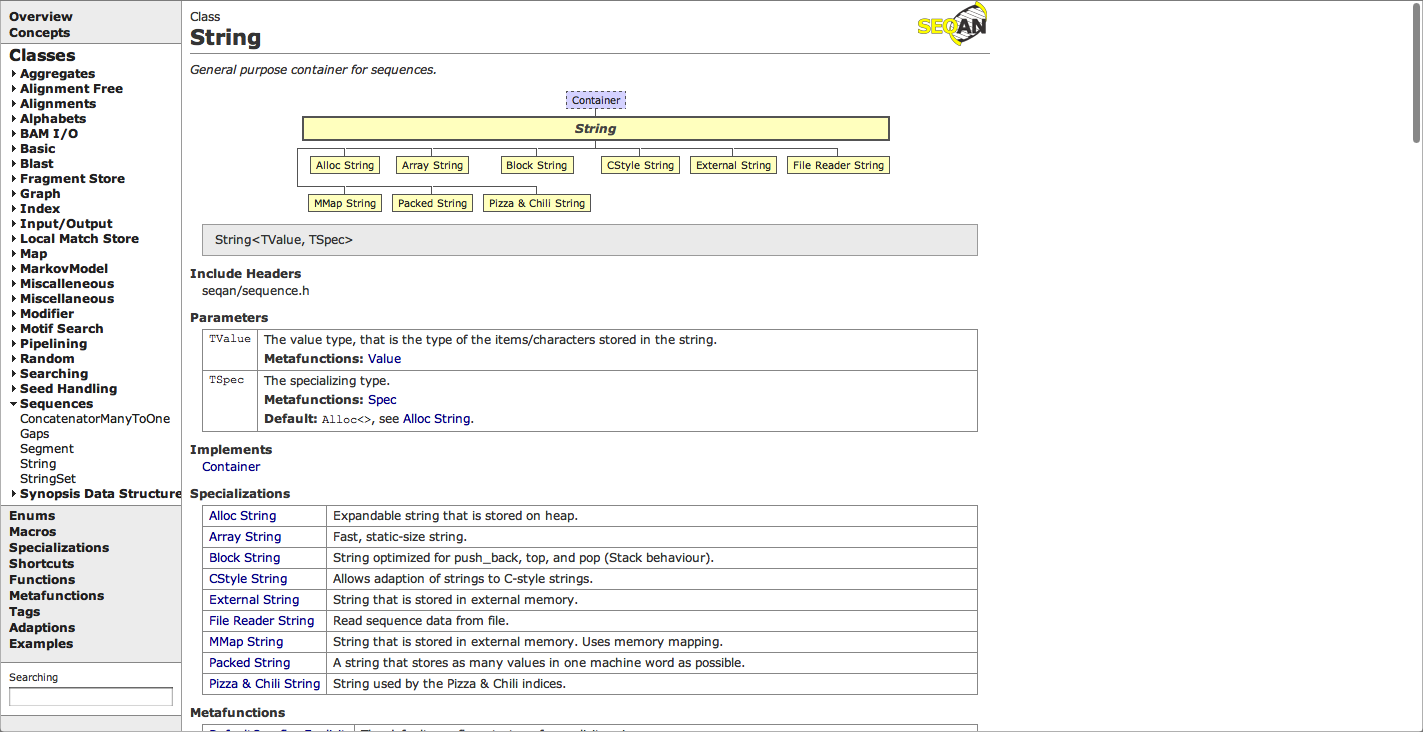 Overview
Concepts
Classes
Aggregates
Alignment Free
Alignments
Alphabets
BAM I/O
Basic
Blast
Fragment Store
Graph
Index
Input/Output
Local Match Store
Map
MarkovModel
Miscalleneous
Miscellaneous
Modifier
Motif Search
Pipelining
Random
Searching
Seed Handling
Sequences
ConcatenatorManyToOne
Gaps
Segment
String
StringSet
Synopsis Data Structure
Enums
Macros
Specializations
Shortcuts
Functions
Metafunctions
Tags
Adaptions
Examples
Searching
Class
String
SEQAN
General purpose container for sequences.
Container
String
Alloc String Array String Block String CStyle String External String File Reader String
MMap String Packed String Pizza & Chili String
String<TValue, TSpec>
Include Headers
seqan/sequence.h
Parameters
TValue The value type, that is the type of the items/characters stored in the string.
Metafunctions: Value
TSpec The specializing type.
Metafunctions: Spec
Default: Alloc<>, see Alloc String.
Implements
Container
Specializations
Alloc String Expandable string that is stored on heap.
Array String Fast, static-size string.
Block String String optimized for push_back, top, and pop (Stack behaviour).
CStyle String Allows adaption of strings to C-style strings.
External String String that is stored in external memory.
File Reader String Read sequence data from file.
MMap String String that is stored in external memory. Uses memory mapping.
Packed String A string that stores as many values in one machine word as possible.
Pizza & Chili String String used by the Pizza & Chili indices.
Metafunctions